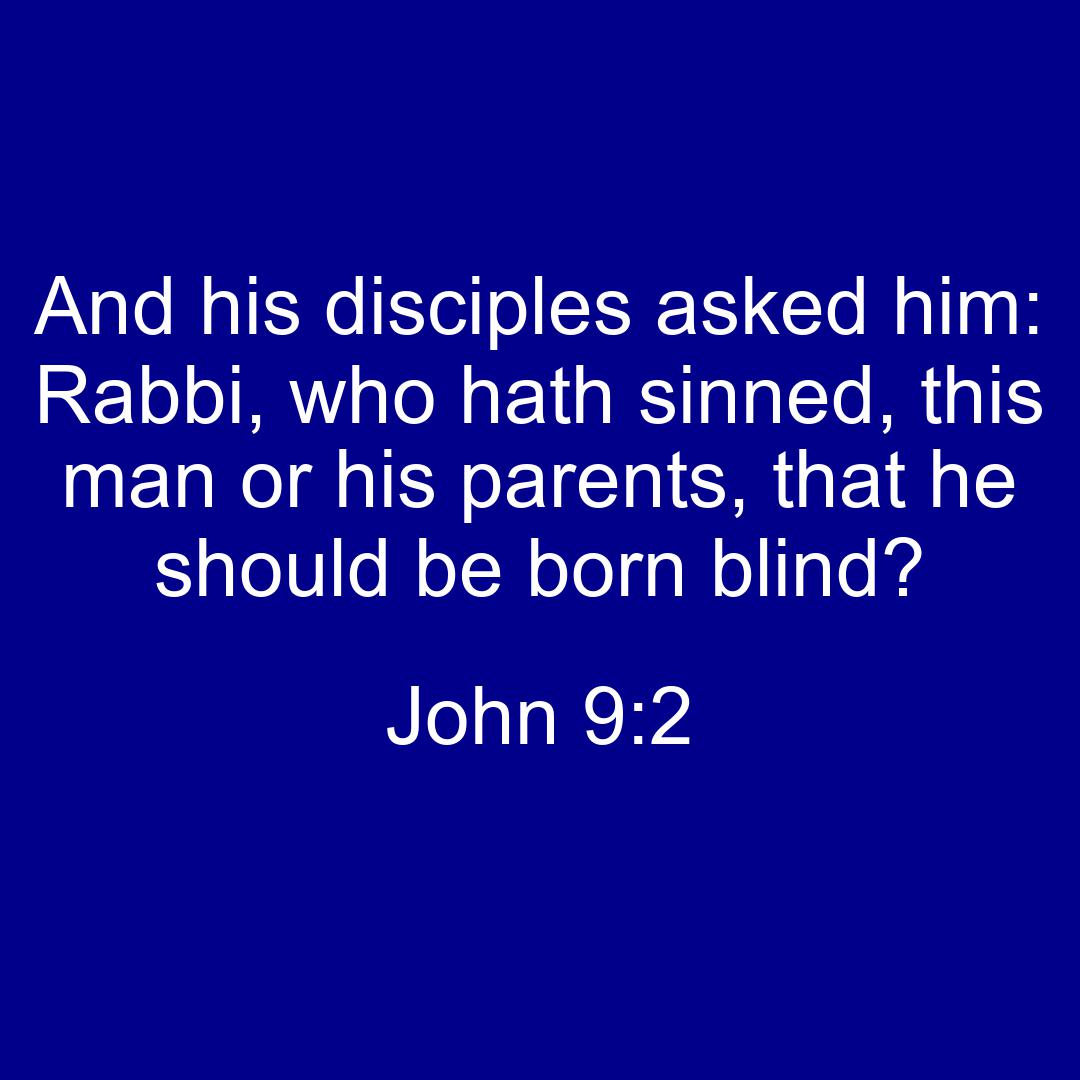 And his disciples asked him:
Rabbi, who hath sinned, this
man or his parents, that he
should be born blind?
John 9:2